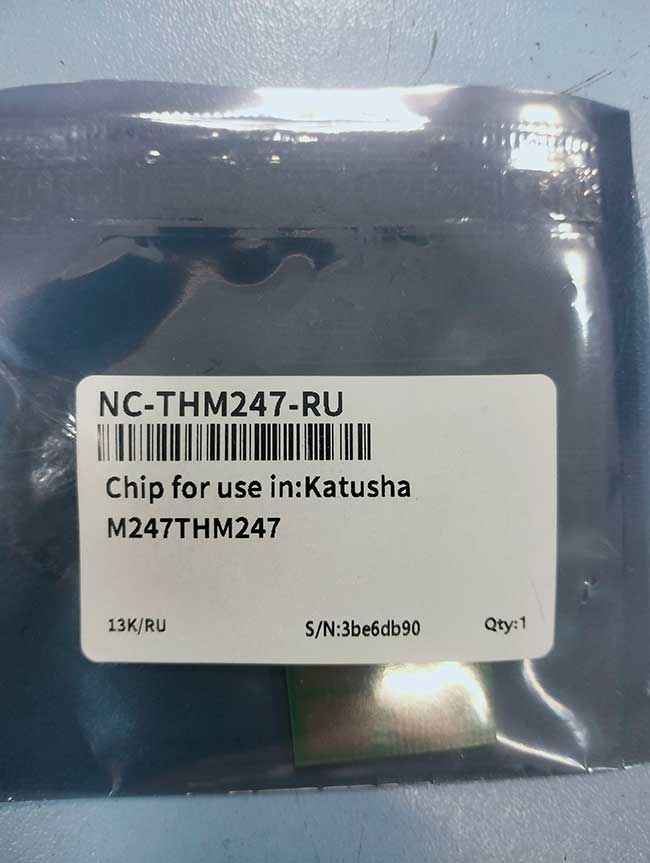 NC-THM247-RU
Chip for use in:Katusha
M247THM247
13K/RU S/N:3be6db90 Qty:1